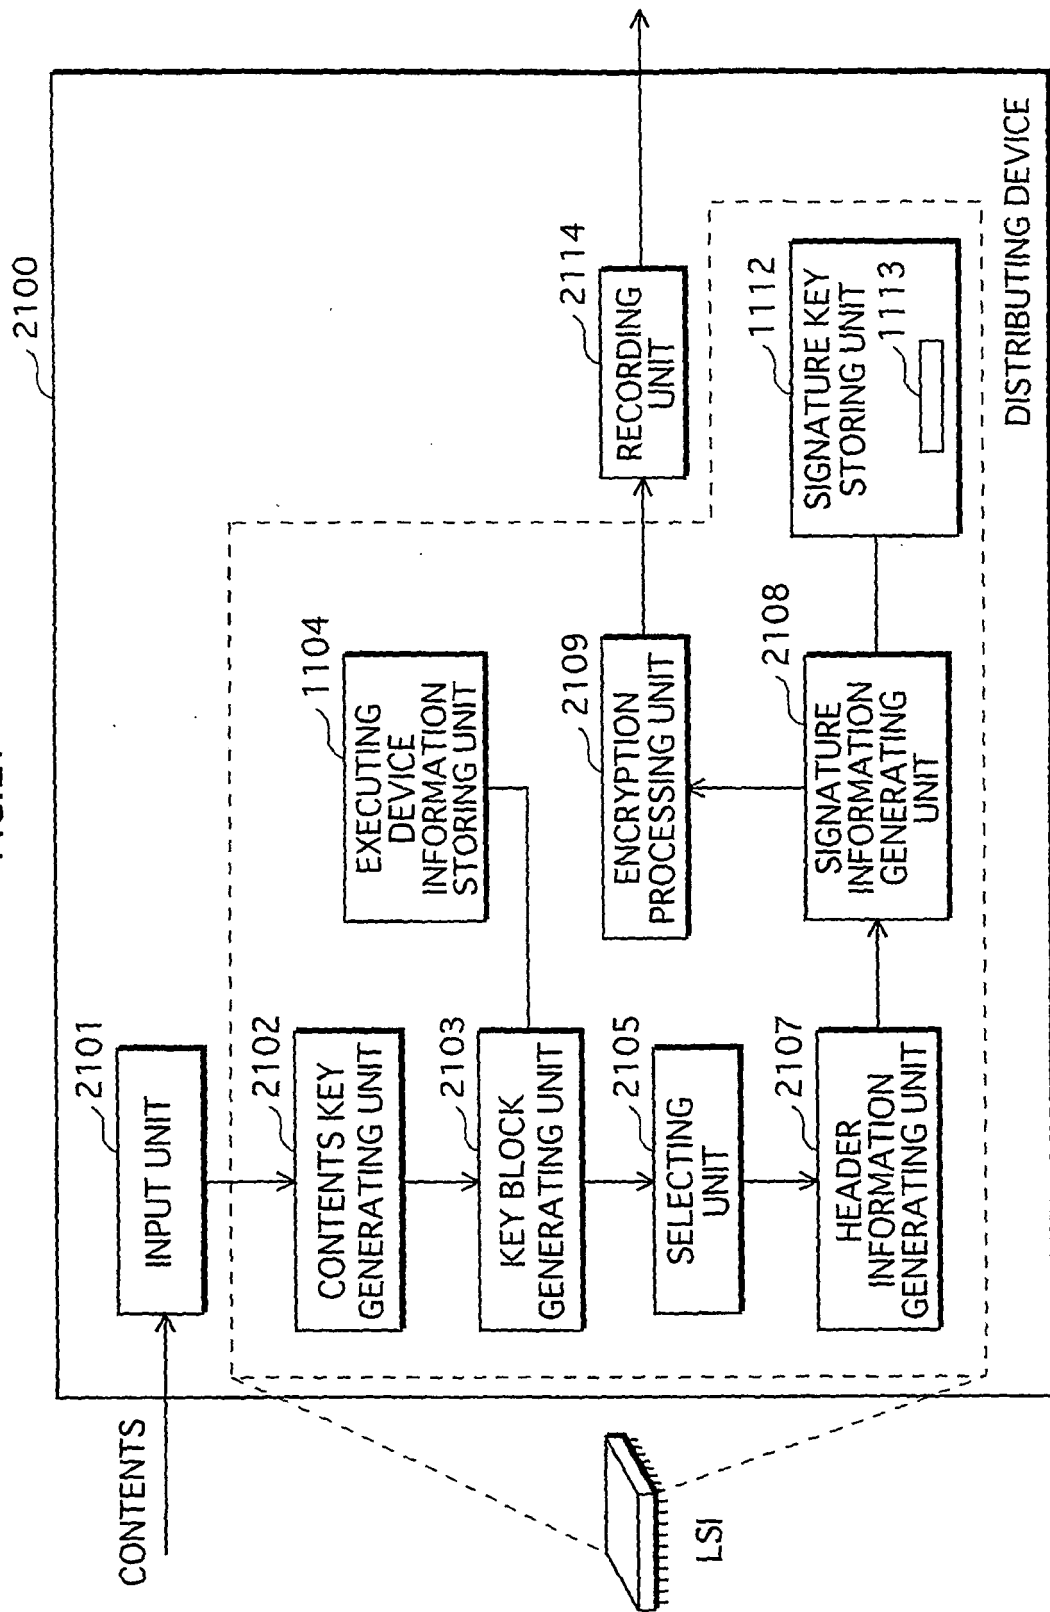 2100
CONTENTS
2101
INPUT UNIT
2102
CONTENTS KEY
GENERATING UNIT
2103
KEY BLOCK
GENERATING UNIT
2105
SELECTING
UNIT
2107
HEADER
INFORMATION
GENERATING UNIT
1104
EXECUTING
DEVICE
INFORMATION
STORING UNIT
2109
ENCRYPTION
PROCESSING UNIT
2108
SIGNATURE
INFORMATION
GENERATING
UNIT
2114
RECORDING
UNIT
1112
SIGNATURE KEY
STORING UNIT
1113
DISTRIBUTING DEVICE
LSI